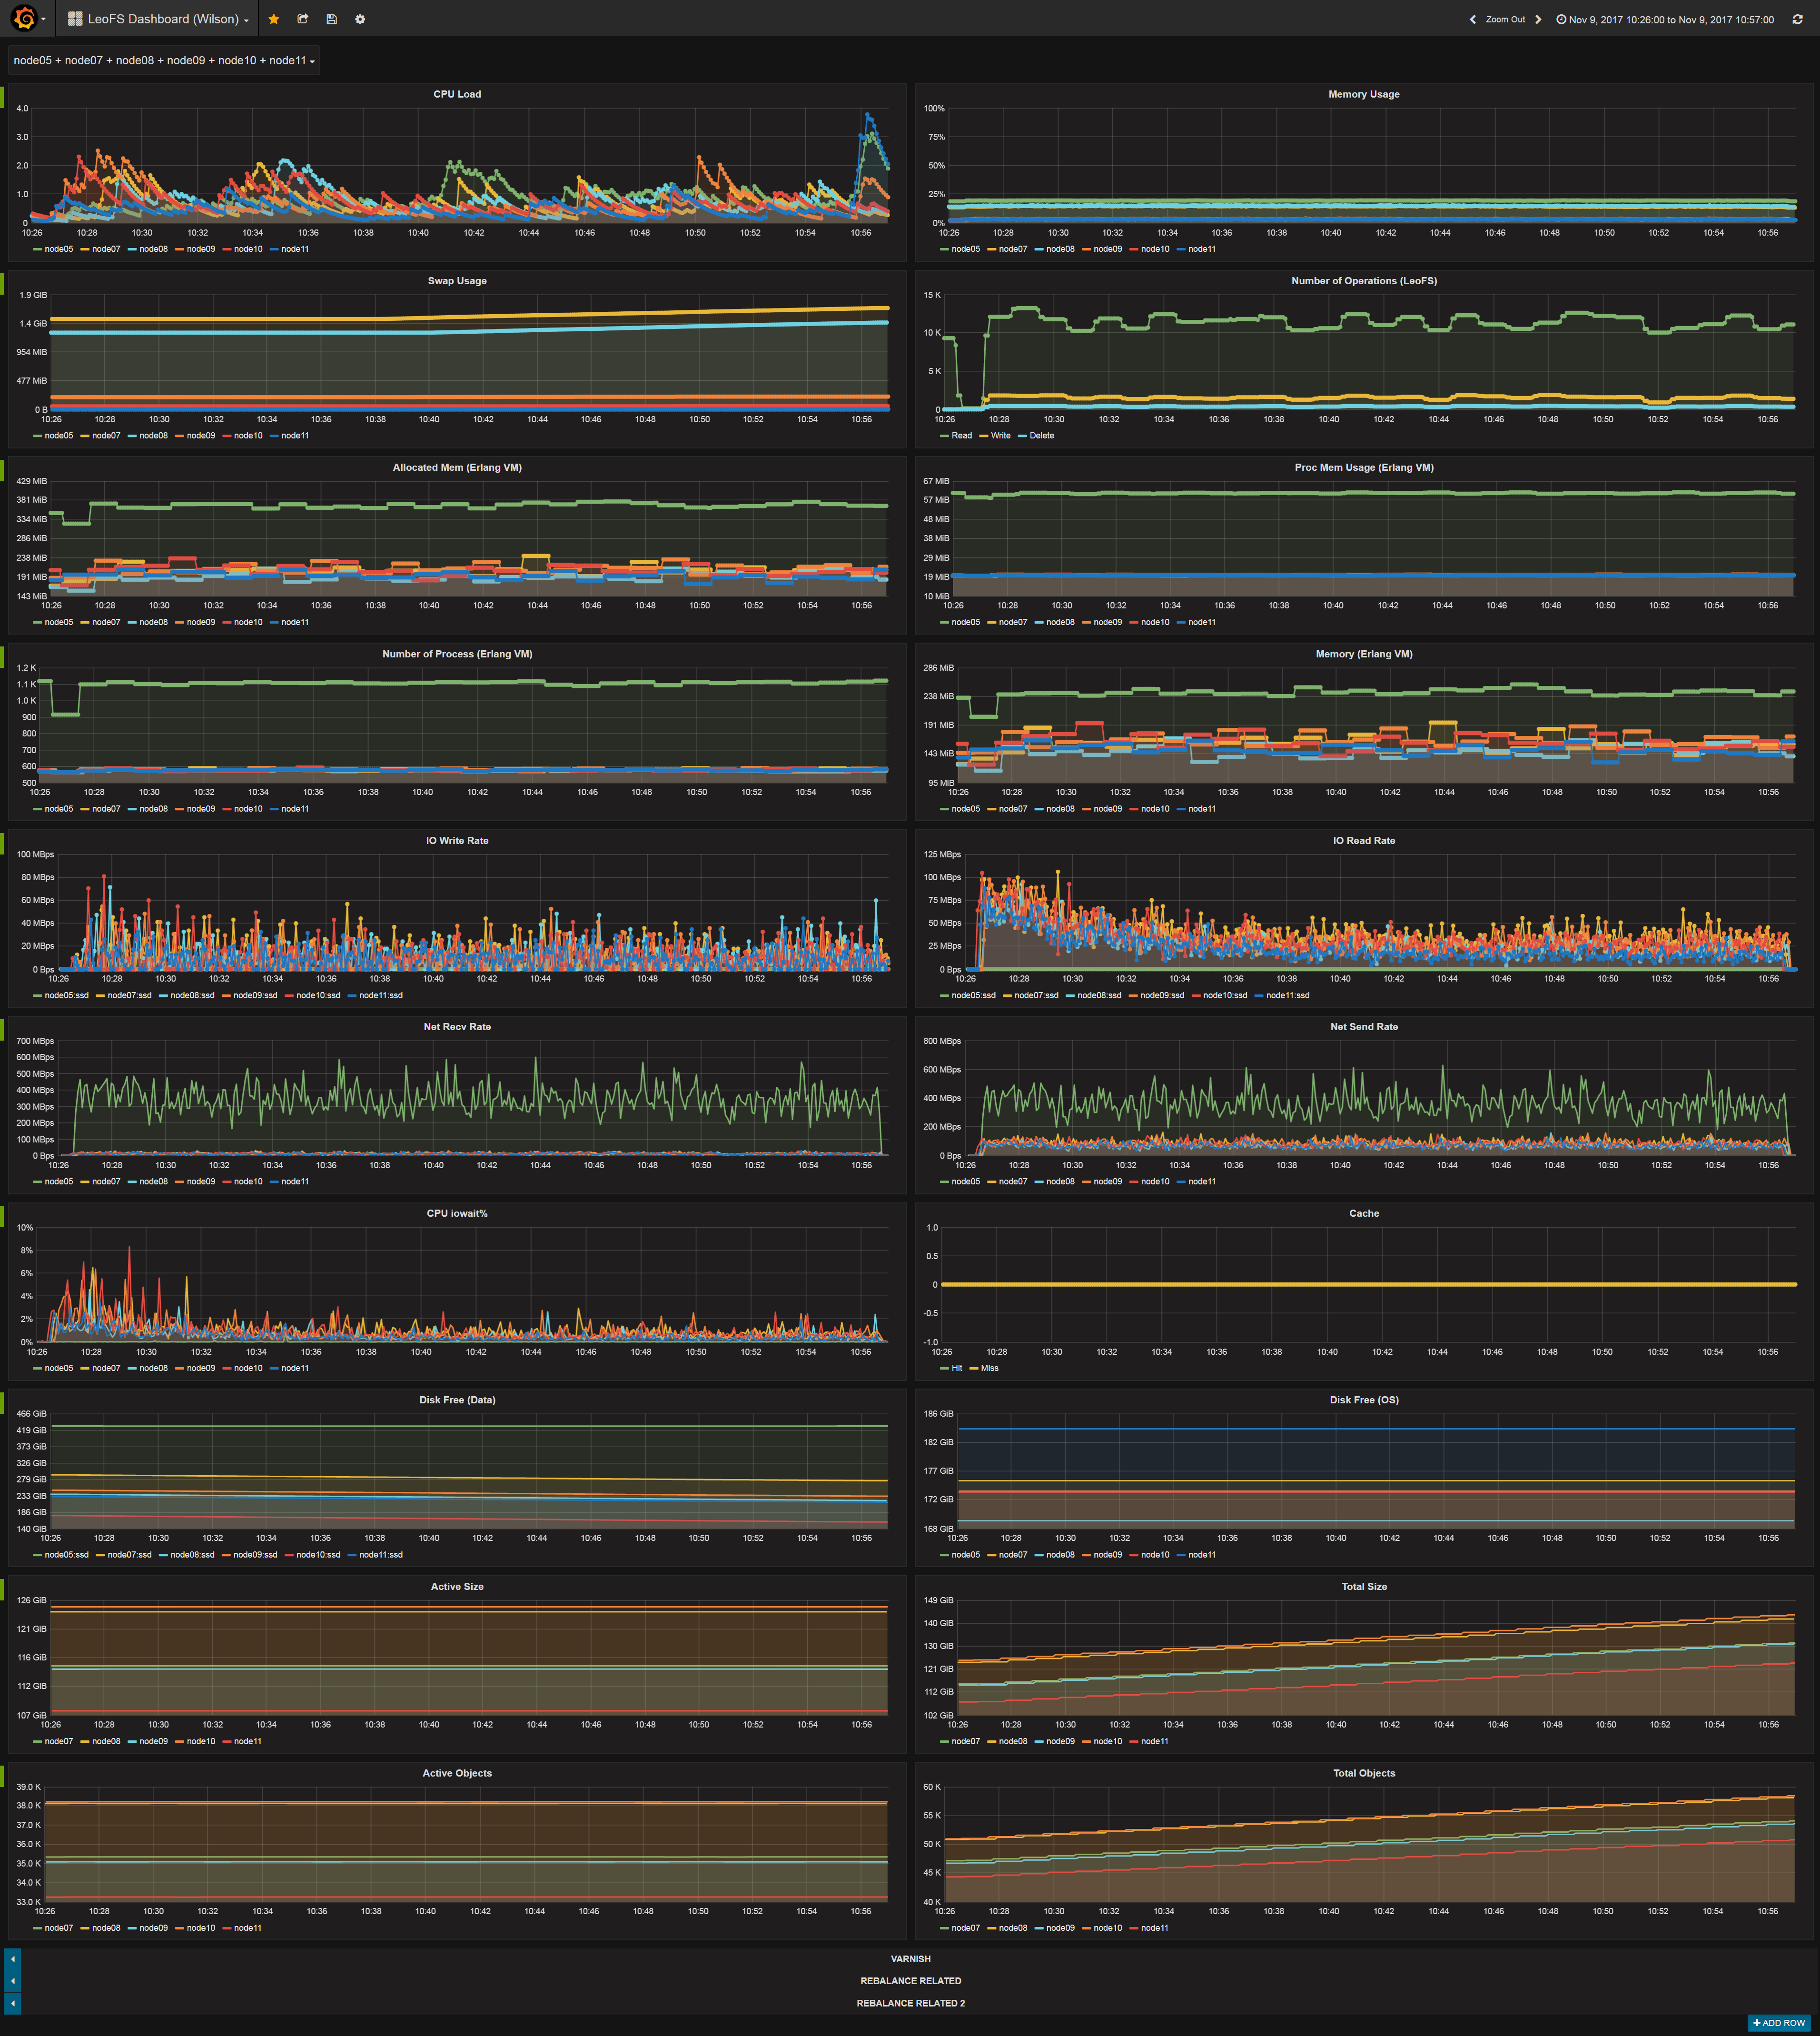 LeoFS Dashboard (Wilson)
Zoom Out
Nov 9, 2017 10:26:00 to Nov 9, 2017 10:57:00
node05 + node07 + node08 + node09 + node10 + node11
CPU Load
4.0
3.0
2.0
1.0
0
10:26 10:28 10:30 10:32 10:34 10:36 10:38 10:40 10:42 10:44 10:46 10:48 10:50 10:52 10:54 10:56
node05 node07 node08 node09 node10 node11
Memory Usage
100%
75%
50%
25%
0%
10:26 10:28 10:30 10:32 10:34 10:36 10:38 10:40 10:42 10:44 10:46 10:48 10:50 10:52 10:54 10:56
node05 node07 node08 node09 node10 node11
Swap Usage
1.9 GiB
1.4 GiB
954 MiB
477 MiB
0 B
10:26 10:28 10:30 10:32 10:34 10:36 10:38 10:40 10:42 10:44 10:46 10:48 10:50 10:52 10:54 10:56
node05 node07 node08 node09 node10 node11
Number of Operations (LeoFS)
15 K
10 K
5 K
0
10:26 10:28 10:30 10:32 10:34 10:36 10:38 10:40 10:42 10:44 10:46 10:48 10:50 10:52 10:54 10:56
Read Write Delete
Allocated Mem (Erlang VM)
429 MiB
381 MiB
334 MiB
286 MiB
238 MiB
191 MiB
143 MiB
10:26 10:28 10:30 10:32 10:34 10:36 10:38 10:40 10:42 10:44 10:46 10:48 10:50 10:52 10:54 10:56
node05 node07 node08 node09 node10 node11
Proc Mem Usage (Erlang VM)
67 MiB
57 MiB
48 MiB
38 MiB
29 MiB
19 MiB
10 MiB
10:26 10:28 10:30 10:32 10:34 10:36 10:38 10:40 10:42 10:44 10:46 10:48 10:50 10:52 10:54 10:56
node05 node07 node08 node09 node10 node11
Number of Process (Erlang VM)
1.2 K
1.1 K
1.0 K
900
800
700
600
500
10:26 10:28 10:30 10:32 10:34 10:36 10:38 10:40 10:42 10:44 10:46 10:48 10:50 10:52 10:54 10:56
node05 node07 node08 node09 node10 node11
Memory (Erlang VM)
286 MiB
238 MiB
191 MiB
143 MiB
95 MiB
10:26 10:28 10:30 10:32 10:34 10:36 10:38 10:40 10:42 10:44 10:46 10:48 10:50 10:52 10:54 10:56
node05 node07 node08 node09 node10 node11
IO Write Rate
100 MBps
80 MBps
60 MBps
40 MBps
20 MBps
0 Bps
10:26 10:28 10:30 10:32 10:34 10:36 10:38 10:40 10:42 10:44 10:46 10:48 10:50 10:52 10:54 10:56
node05:ssd node07:ssd node08:ssd node09:ssd node10:ssd node11:ssd
IO Read Rate
125 MBps
100 MBps
75 MBps
50 MBps
25 MBps
0 Bps
10:26 10:28 10:30 10:32 10:34 10:36 10:38 10:40 10:42 10:44 10:46 10:48 10:50 10:52 10:54 10:56
node05:ssd node07:ssd node08:ssd node09:ssd node10:ssd node11:ssd
Net Recv Rate
700 MBps
600 MBps
500 MBps
400 MBps
300 MBps
200 MBps
100 MBps
0 Bps
10:26 10:28 10:30 10:32 10:34 10:36 10:38 10:40 10:42 10:44 10:46 10:48 10:50 10:52 10:54 10:56
node05 node07 node08 node09 node10 node11
Net Send Rate
800 MBps
600 MBps
400 MBps
200 MBps
0 Bps
10:26 10:28 10:30 10:32 10:34 10:36 10:38 10:40 10:42 10:44 10:46 10:48 10:50 10:52 10:54 10:56
node05 node07 node08 node09 node10 node11
CPU iowait%
10%
8%
6%
4%
2%
0%
10:26 10:28 10:30 10:32 10:34 10:36 10:38 10:40 10:42 10:44 10:46 10:48 10:50 10:52 10:54 10:56
node05 node07 node08 node09 node10 node11
Cache
1.0
0.5
0
-0.5
-1.0
10:26 10:28 10:30 10:32 10:34 10:36 10:38 10:40 10:42 10:44 10:46 10:48 10:50 10:52 10:54 10:56
Hit Miss
Disk Free (Data)
466 GiB
419 GiB
373 GiB
326 GiB
279 GiB
233 GiB
186 GiB
140 GiB
10:26 10:28 10:30 10:32 10:34 10:36 10:38 10:40 10:42 10:44 10:46 10:48 10:50 10:52 10:54 10:56
node05:ssd node07:ssd node08:ssd node09:ssd node10:ssd node11:ssd
Disk Free (OS)
186 GiB
182 GiB
177 GiB
172 GiB
168 GiB
10:26 10:28 10:30 10:32 10:34 10:36 10:38 10:40 10:42 10:44 10:46 10:48 10:50 10:52 10:54 10:56
node05 node07 node08 node09 node10 node11
Active Size
126 GiB
121 GiB
116 GiB
112 GiB
107 GiB
10:26 10:28 10:30 10:32 10:34 10:36 10:38 10:40 10:42 10:44 10:46 10:48 10:50 10:52 10:54 10:56
node07 node08 node09 node10 node11
Total Size
149 GiB
140 GiB
130 GiB
121 GiB
112 GiB
102 GiB
10:26 10:28 10:30 10:32 10:34 10:36 10:38 10:40 10:42 10:44 10:46 10:48 10:50 10:52 10:54 10:56
node07 node08 node09 node10 node11
Active Objects
39.0 K
38.0 K
37.0 K
36.0 K
35.0 K
34.0 K
33.0 K
10:26 10:28 10:30 10:32 10:34 10:36 10:38 10:40 10:42 10:44 10:46 10:48 10:50 10:52 10:54 10:56
node07 node08 node09 node10 node11
Total Objects
60 K
55 K
50 K
45 K
40 K
10:26 10:28 10:30 10:32 10:34 10:36 10:38 10:40 10:42 10:44 10:46 10:48 10:50 10:52 10:54 10:56
node07 node08 node09 node10 node11
VARNISH
REBALANCE RELATED
REBALANCE RELATED 2
ADD ROW